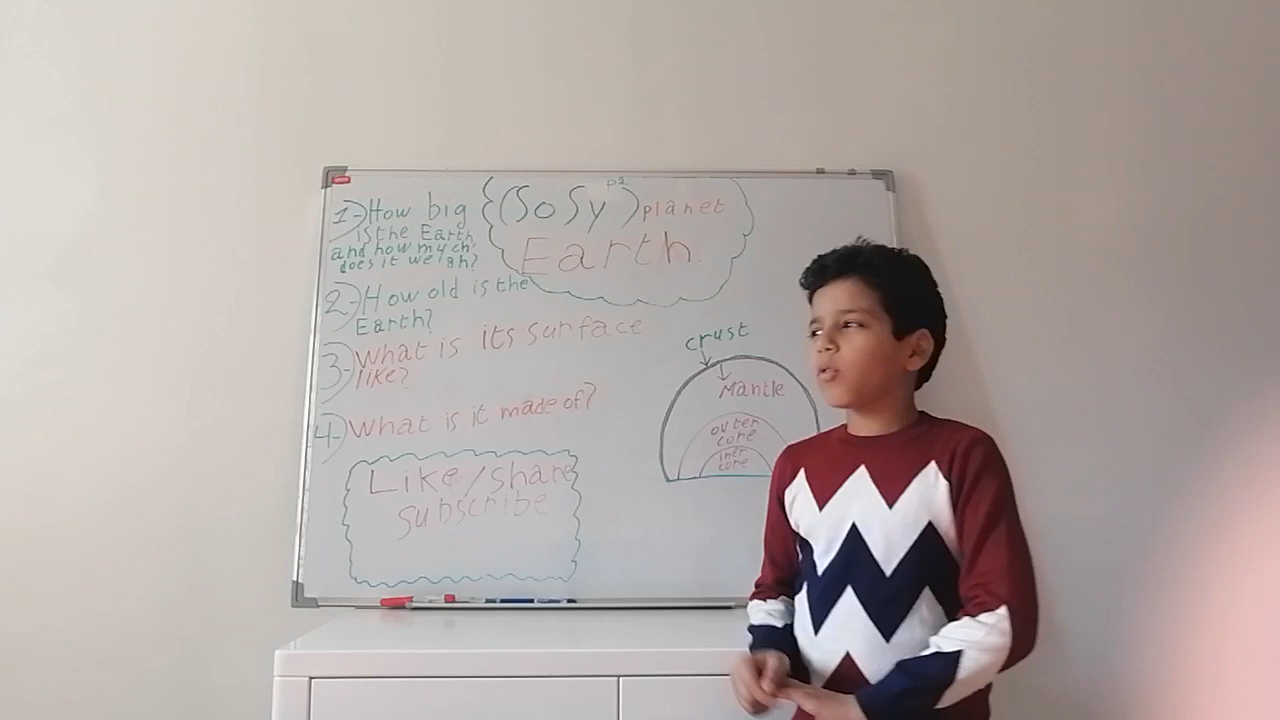 (SoSy) p2 planet
Earth.
1-) How big
is the Earth
and how much
does it weigh?
2-) How old is the
Earth?
3-) What is its surface
like?
4-) What is it made of?
Like/share
subscribe
crust
Mantle
outer
core
iner
core